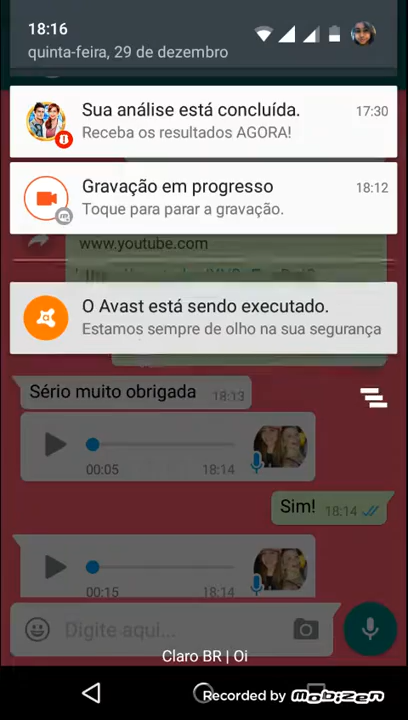 18:16
quinta-feira, 29 de dezembro
Sua análise está concluída. 17:30
Receba os resultados AGORA!
Gravação em progresso 18:12
Toque para parar a gravação.
www.youtube.com
O Avast está sendo executado.
Estamos sempre de olho na sua segurança
Sério muito obrigada 18:13
00:05 18:14
Sim! 18:14
00:15 18:14
Digite aqui...
Claro BR | Oi
Recorded by MOBIZEN